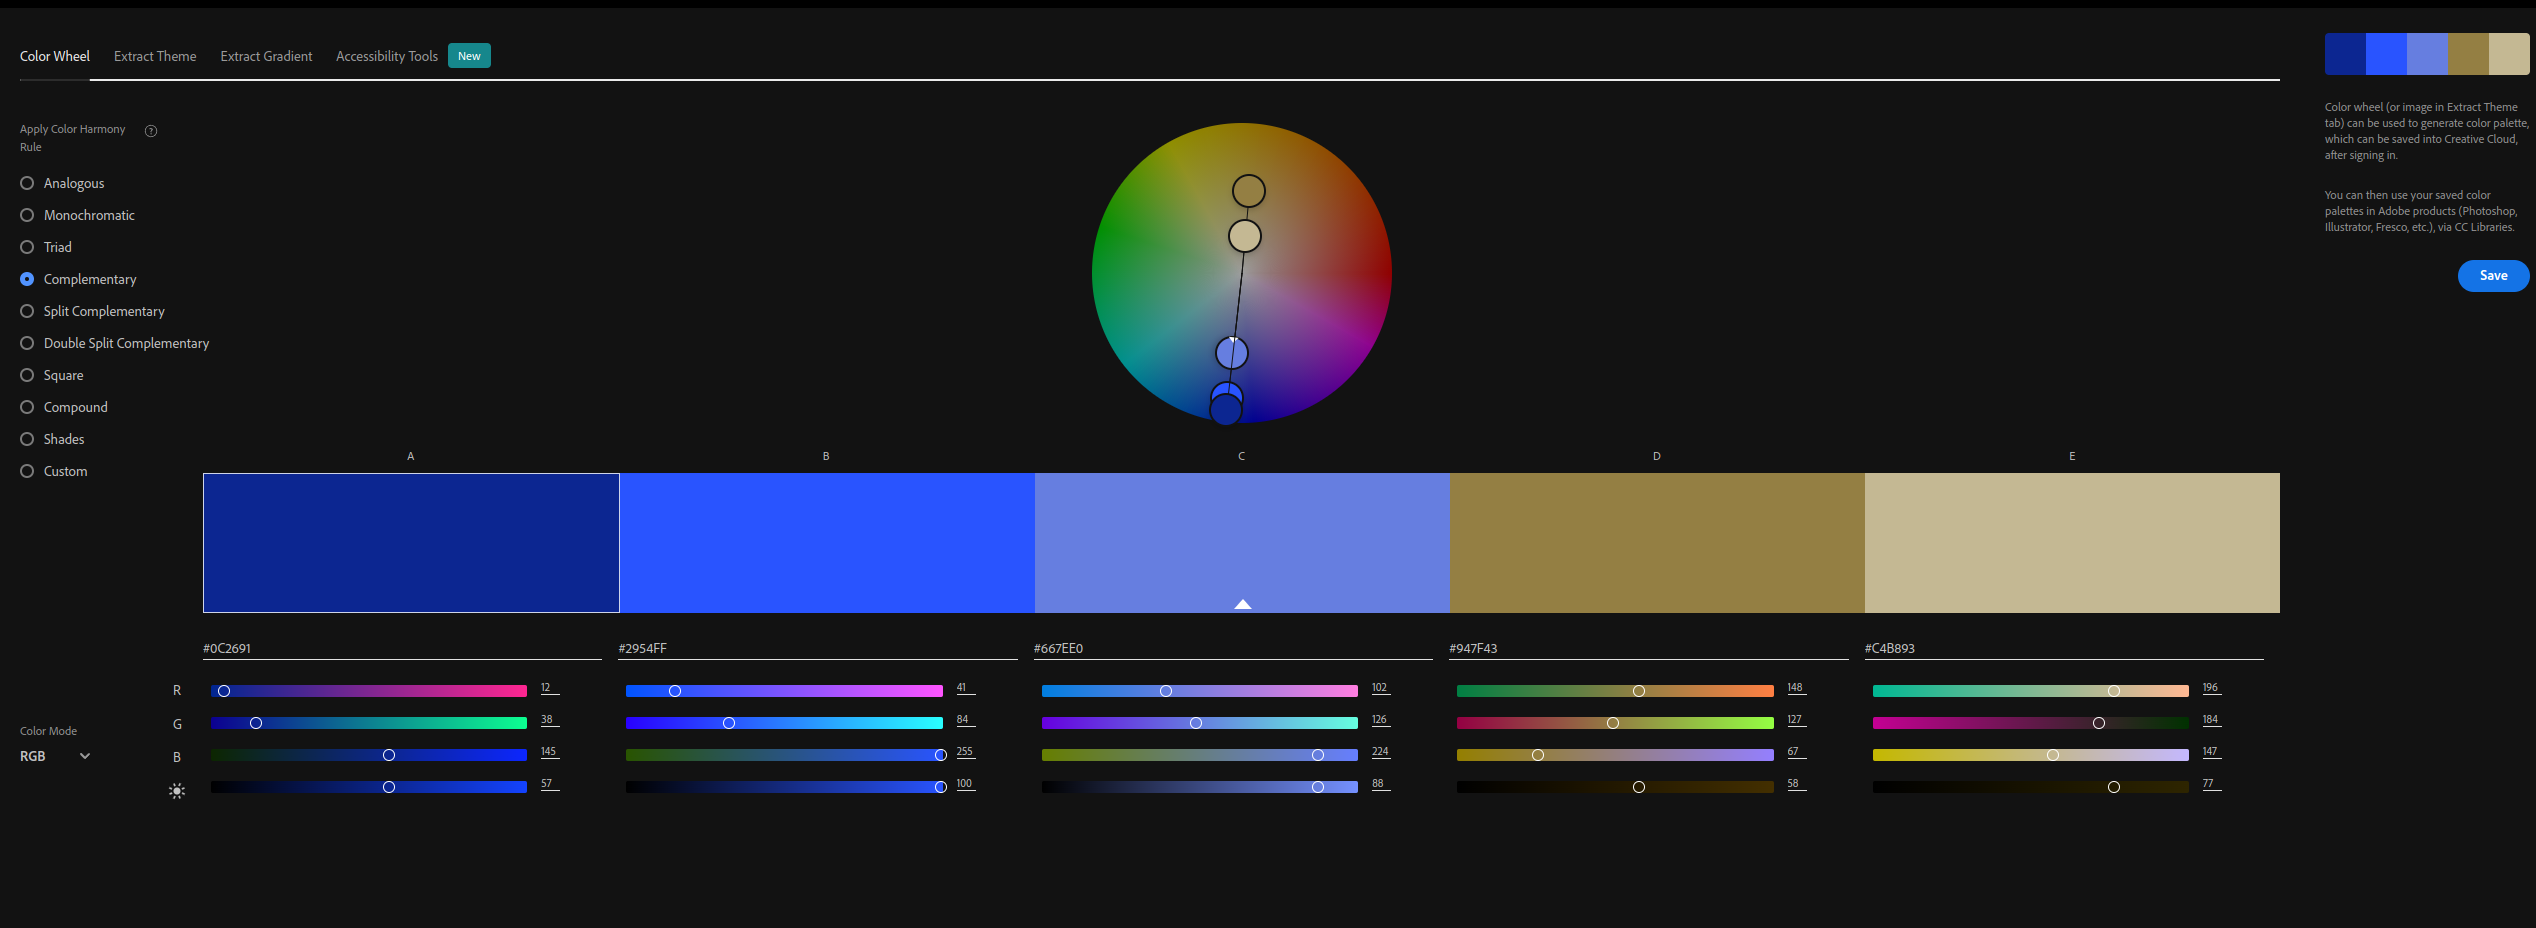 Color Wheel
Extract Theme
Extract Gradient
Accessibility Tools
New
Apply Color Harmony
Rule
?
Analogous
Monochromatic
Triad
Complementary
Split Complementary
Double Split Complementary
Square
Compound
Shades
Custom
Color wheel (or image in Extract Theme
tab) can be used to generate color palette,
which can be saved into Creative Cloud,
after signing in.
You can then use your saved color
palettes in Adobe products (Photoshop,
Illustrator, Fresco, etc.), via CC Libraries.
Save
A B C D E
#0C2691 #2954FF #667EE0 #947F43 #C4B893
R 12 41 102 148 196
G 38 84 126 127 184
B 145 255 224 67 147
57 100 88 58 77
Color Mode
RGB